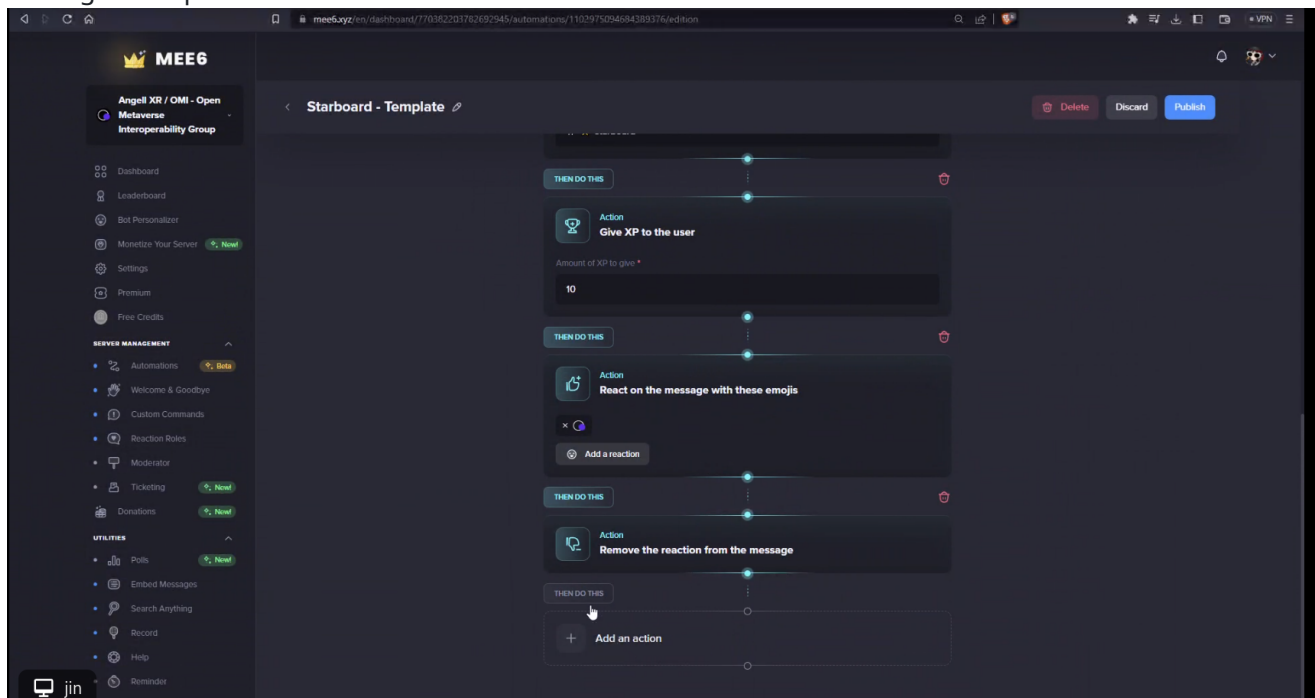 mee6.xyz/en/dashboard/770382203782692945/automations/1102975094684389376/edition
VPN
MEE6
Angell XR / OMI - Open
Metaverse
Interoperability Group
Starboard - Template
Delete
Discard
Publish
Dashboard
Leaderboard
Bot Personalizer
Monetize Your Server
New!
Settings
Premium
Free Credits
SERVER MANAGEMENT
Automations
Beta
Welcome & Goodbye
Custom Commands
Reaction Roles
Moderator
Ticketing
New!
Donations
New!
UTILITIES
Polls
New!
Embed Messages
Search Anything
Record
Help
Reminder
THEN DO THIS
Action
Give XP to the user
Amount of XP to give *
10
THEN DO THIS
Action
React on the message with these emojis
×
Add a reaction
THEN DO THIS
Action
Remove the reaction from the message
THEN DO THIS
+ Add an action
jin